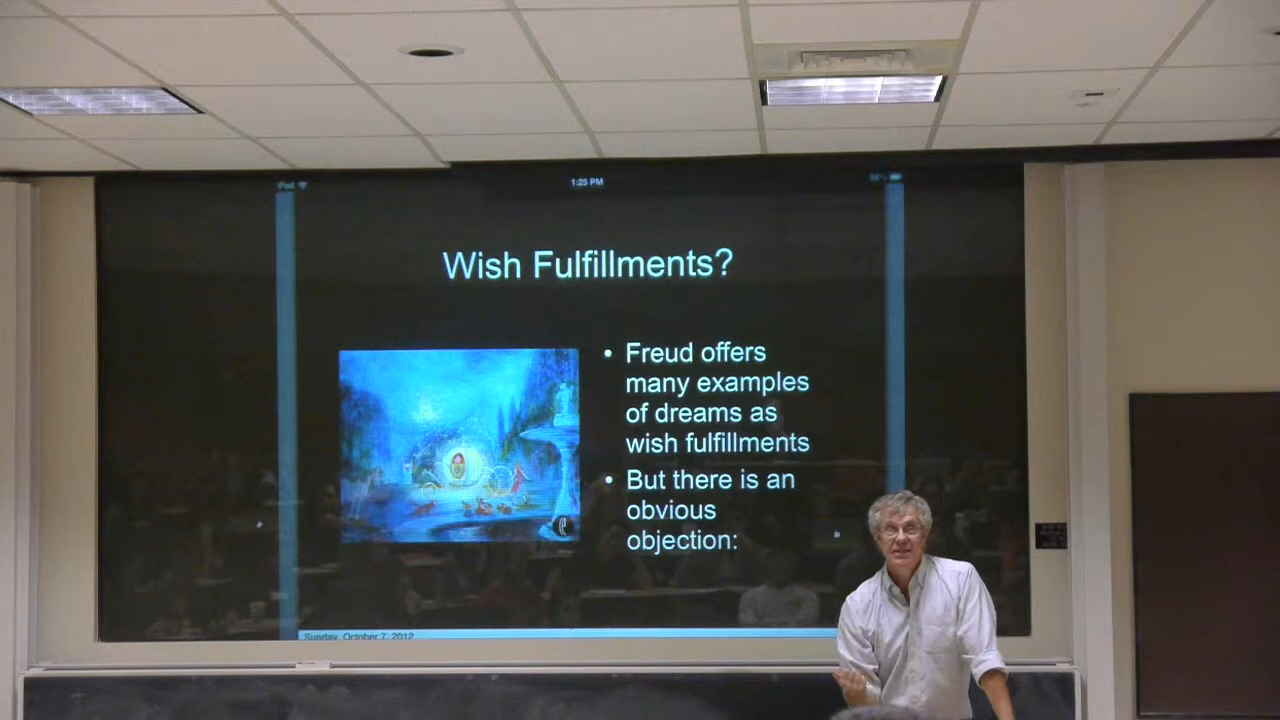 iPad
1:25 PM
Wish Fulfillments?
• Freud offers
many examples
of dreams as
wish fulfillments
• But there is an
obvious
objection:
Sunday, October 7, 2012